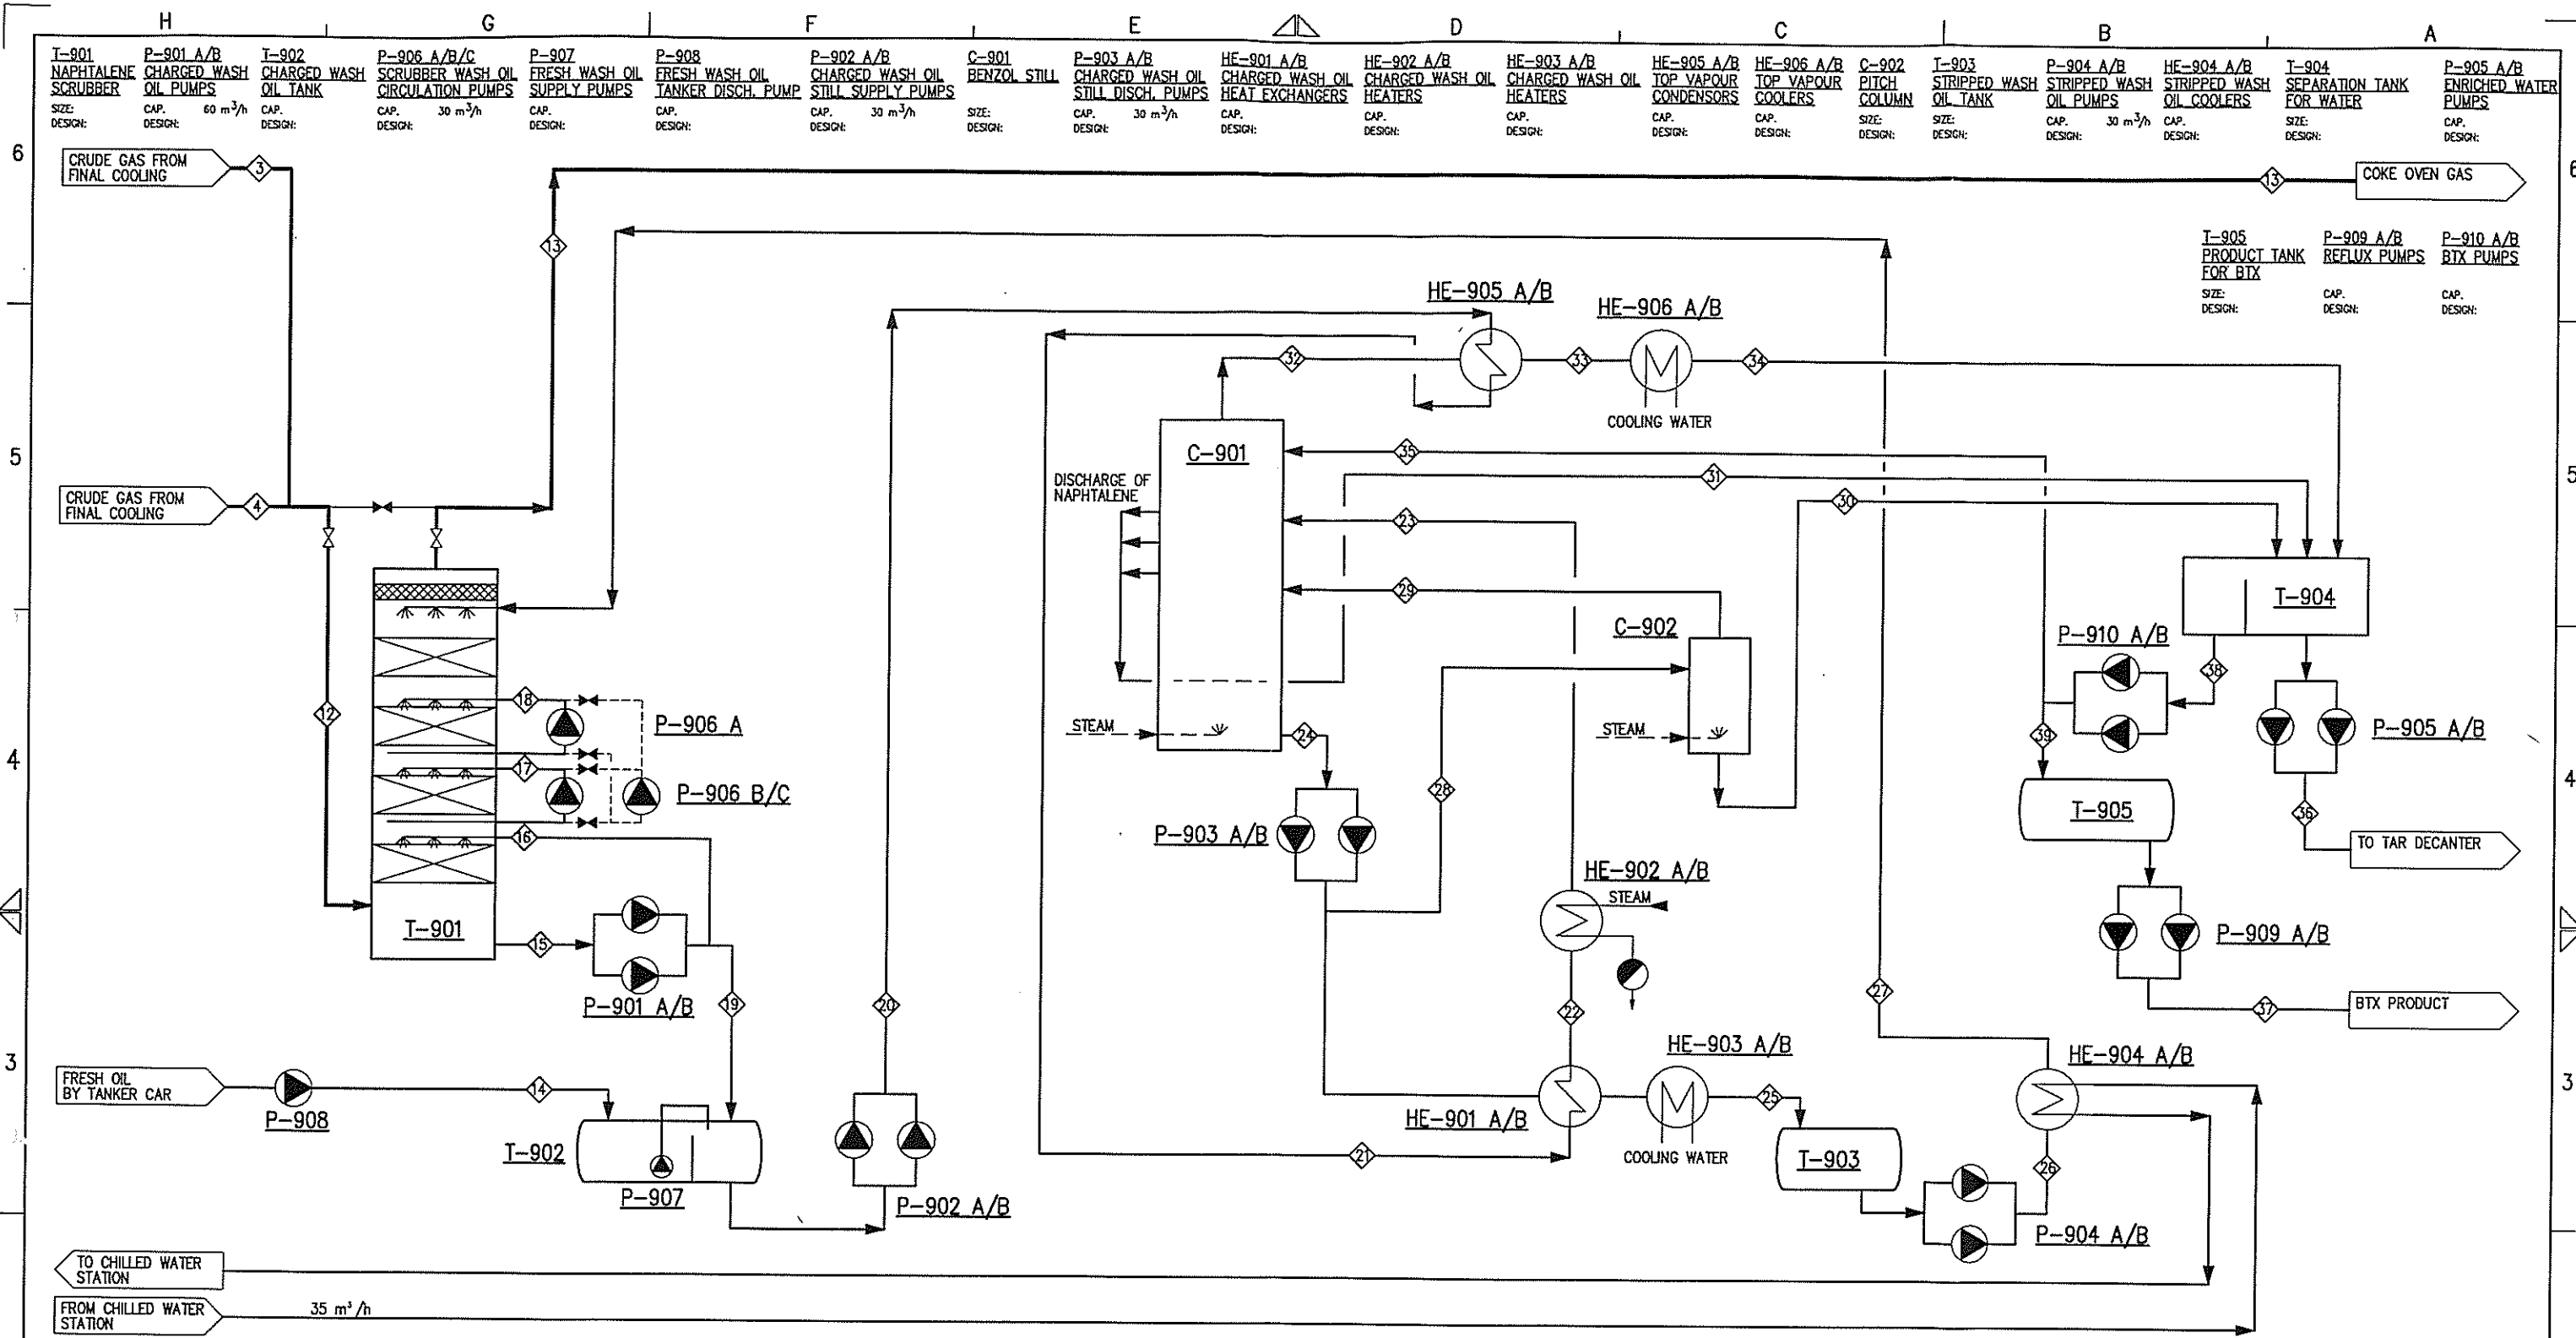 H G F E D C B A
T-901
NAPHTALENE
SCRUBBER
SIZE:
DESIGN:
P-901 A/B
CHARGED WASH
OIL PUMPS
CAP. 60 m³/h
DESIGN:
T-902
CHARGED WASH
OIL TANK
CAP.
DESIGN:
P-906 A/B/C
SCRUBBER WASH OIL
CIRCULATION PUMPS
CAP. 30 m³/h
DESIGN:
P-907
FRESH WASH OIL
SUPPLY PUMPS
CAP.
DESIGN:
P-908
FRESH WASH OIL
TANKER DISCH. PUMP
CAP.
DESIGN:
P-902 A/B
CHARGED WASH OIL
STILL SUPPLY PUMPS
CAP. 30 m³/h
DESIGN:
C-901
BENZOL STILL
SIZE:
DESIGN:
P-903 A/B
CHARGED WASH OIL
STILL DISCH. PUMPS
CAP. 30 m³/h
DESIGN:
HE-901 A/B
CHARGED WASH OIL
HEAT EXCHANGERS
CAP.
DESIGN:
HE-902 A/B
CHARGED WASH OIL
HEATERS
CAP.
DESIGN:
HE-903 A/B
CHARGED WASH OIL
HEATERS
CAP.
DESIGN:
HE-905 A/B
TOP VAPOUR
CONDENSORS
CAP.
DESIGN:
HE-906 A/B
TOP VAPOUR
COOLERS
CAP.
DESIGN:
C-902
PITCH
COLUMN
SIZE:
DESIGN:
T-903
STRIPPED WASH
OIL TANK
SIZE:
DESIGN:
P-904 A/B
STRIPPED WASH
OIL PUMPS
CAP. 30 m³/h
DESIGN:
HE-904 A/B
STRIPPED WASH
OIL COOLERS
CAP.
DESIGN:
T-904
SEPARATION TANK
FOR WATER
SIZE:
DESIGN:
P-905 A/B
ENRICHED WATER
PUMPS
CAP.
DESIGN:
6
6
CRUDE GAS FROM
FINAL COOLING
3
13
COKE OVEN GAS
13
T-905
PRODUCT TANK
FOR BTX
SIZE:
DESIGN:
P-909 A/B
REFLUX PUMPS
CAP.
DESIGN:
P-910 A/B
BTX PUMPS
CAP.
DESIGN:
HE-905 A/B
HE-906 A/B
32
33
34
COOLING WATER
5
5
CRUDE GAS FROM
FINAL COOLING
4
C-901
DISCHARGE OF
NAPHTALENE
35
31
30
23
29
T-904
C-902
P-910 A/B
38
12
18
P-906 A
17
P-906 B/C
16
STEAM
24
STEAM
39
P-905 A/B
4
4
28
P-903 A/B
T-905
36
TO TAR DECANTER
HE-902 A/B
STEAM
T-901
15
P-901 A/B
19
20
22
27
P-909 A/B
37
BTX PRODUCT
3
3
FRESH OIL
BY TANKER CAR
P-908
14
HE-903 A/B
HE-904 A/B
25
HE-901 A/B
T-902
P-907
P-902 A/B
21
COOLING WATER
T-903
26
P-904 A/B
TO CHILLED WATER
STATION
FROM CHILLED WATER
STATION
35 m³/h